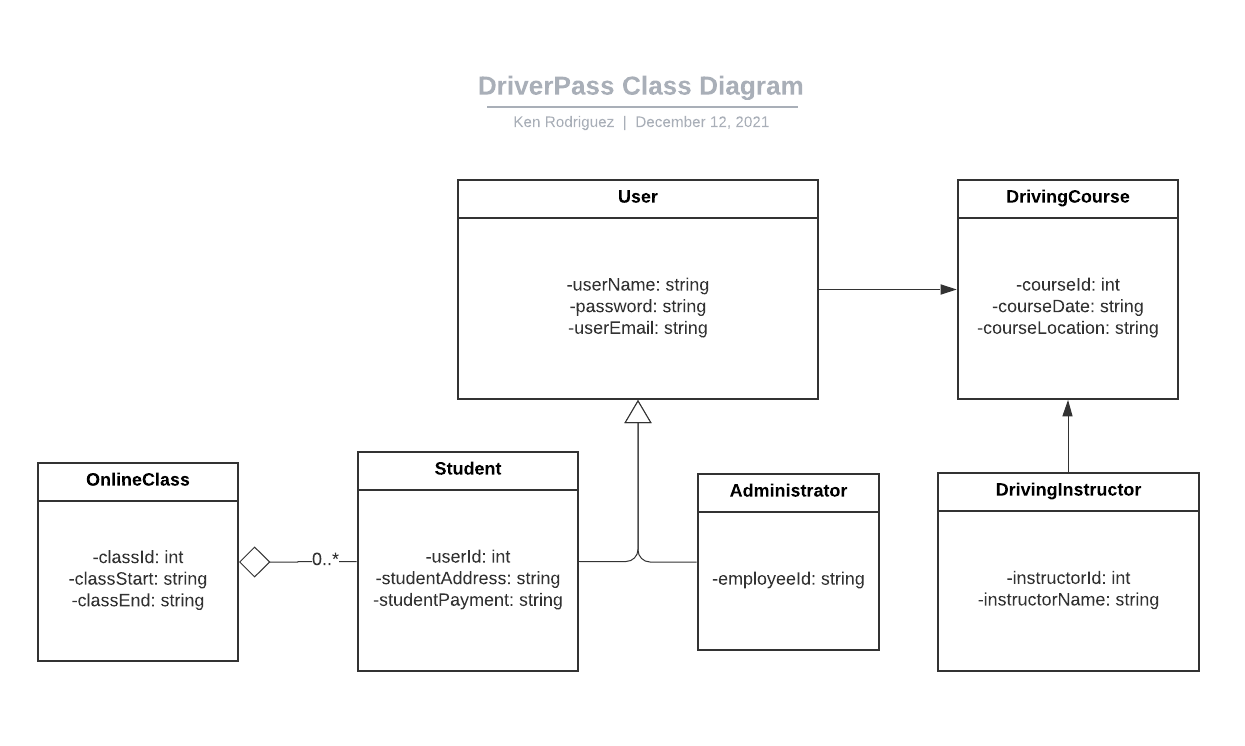 DriverPass Class Diagram
Ken Rodriguez | December 12, 2021
User
-userName: string
-password: string
-userEmail: string
DrivingCourse
-courseId: int
-courseDate: string
-courseLocation: string
OnlineClass
-classId: int
-classStart: string
-classEnd: string
0..*
Student
-userId: int
-studentAddress: string
-studentPayment: string
Administrator
-employeeId: string
DrivingInstructor
-instructorId: int
-instructorName: string